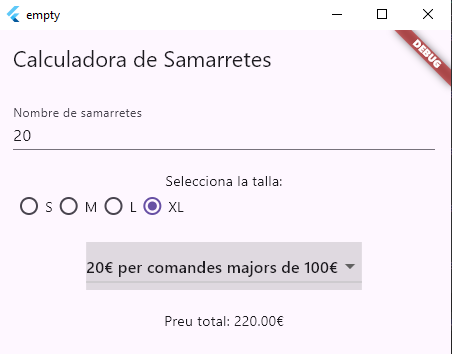 empty
DEBUG
Calculadora de Samarretes
Nombre de samarretes
20
Selecciona la talla:
S M L XL
20€ per comandes majors de 100€
Preu total: 220.00€